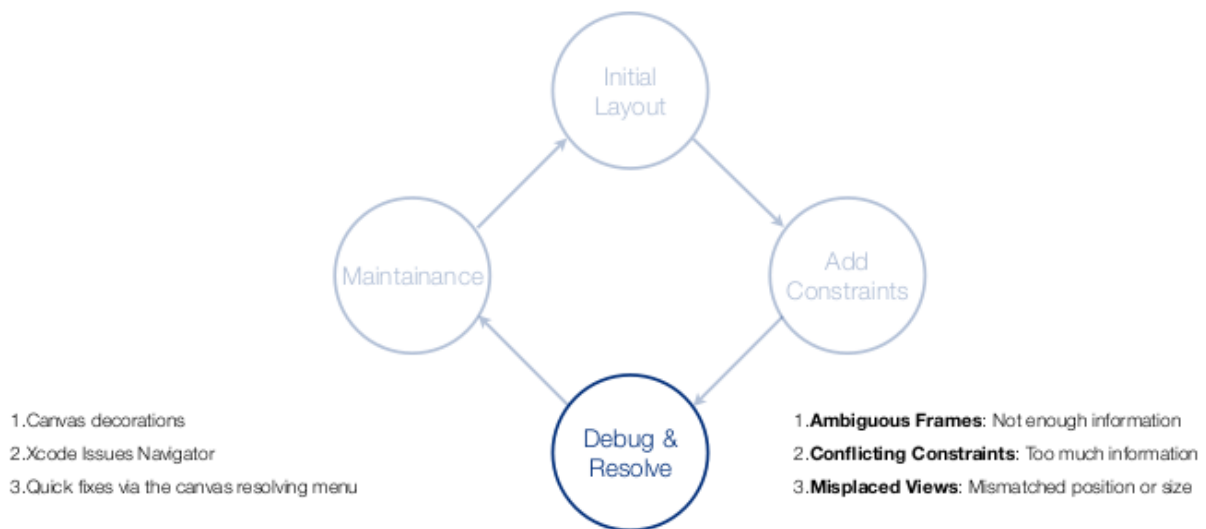 Initial
Layout
Maintainance
Add
Constraints
Debug &
Resolve
1.Canvas decorations
2.Xcode Issues Navigator
3.Quick fixes via the canvas resolving menu
1.Ambiguous Frames: Not enough information
2.Conflicting Constraints: Too much information
3.Misplaced Views: Mismatched position or size